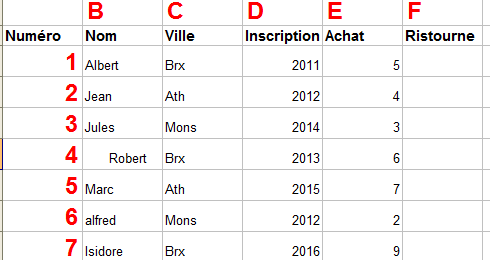 B C D E F
Numéro Nom Ville Inscription Achat Ristourne
1 Albert Brx 2011 5
2 Jean Ath 2012 4
3 Jules Mons 2014 3
4 Robert Brx 2013 6
5 Marc Ath 2015 7
6 alfred Mons 2012 2
7 Isidore Brx 2016 9